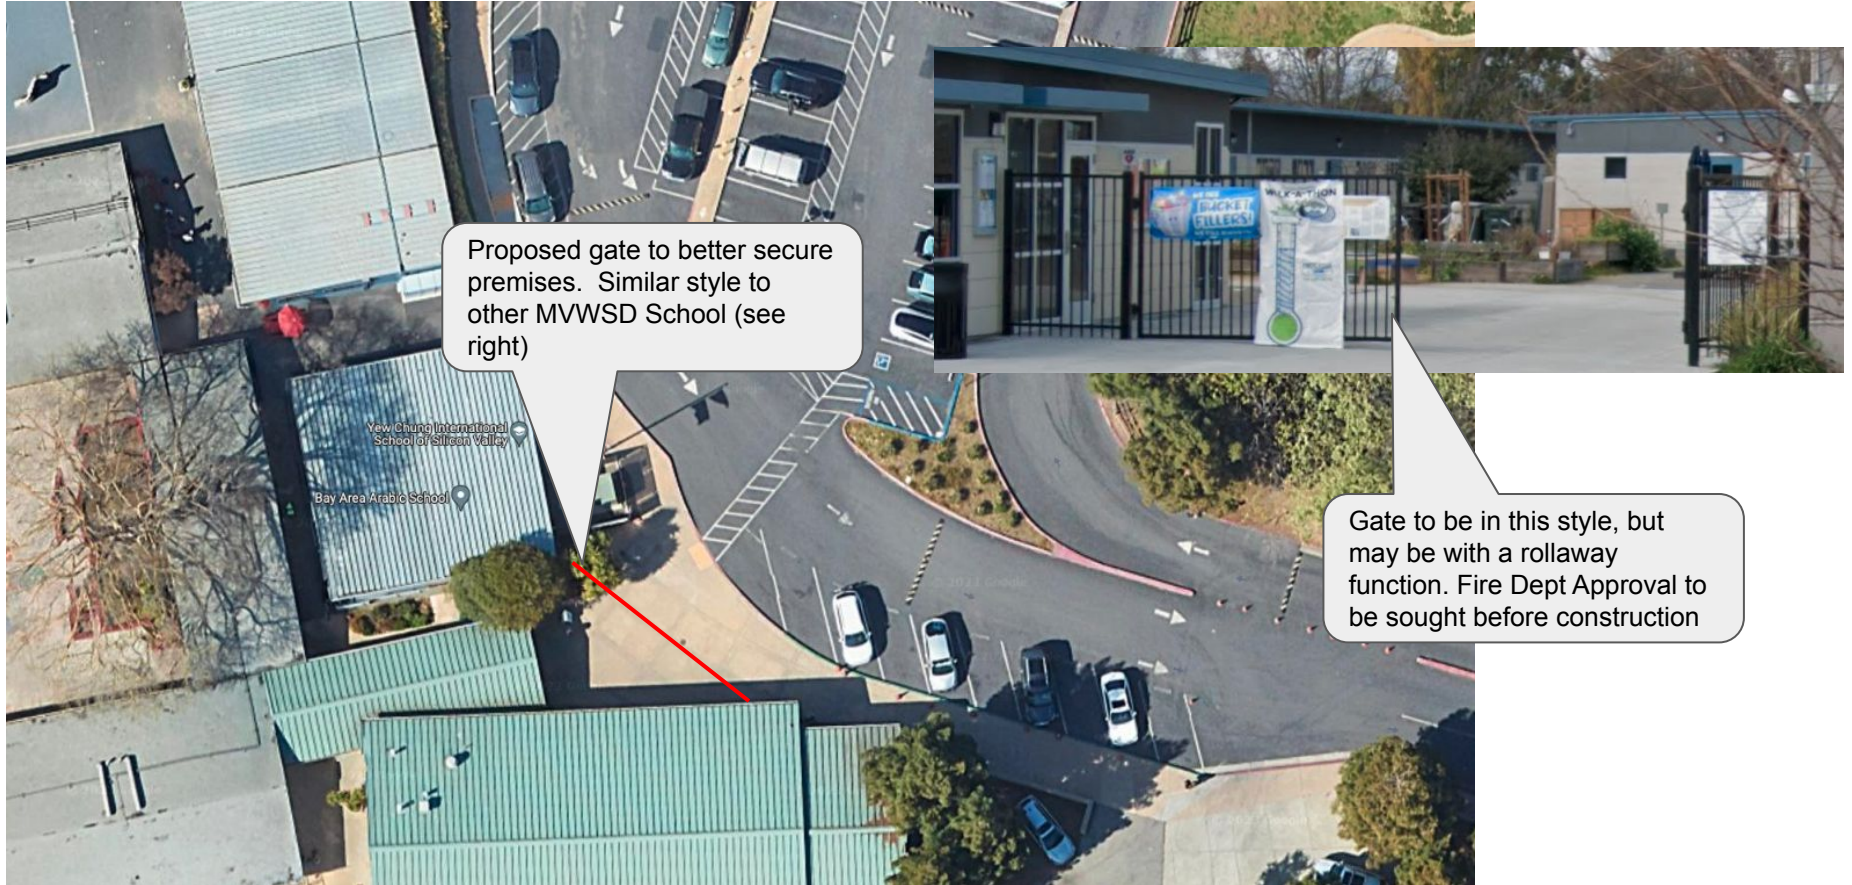 Proposed gate to better secure
premises.  Similar style to
other MVWSD School (see
right)
WALK-A-THON
BUCKET
FILLERS!
Yew Chung International
School of Silicon Valley
Bay Area Arabic School
Gate to be in this style, but
may be with a rollaway
function. Fire Dept Approval to
be sought before construction